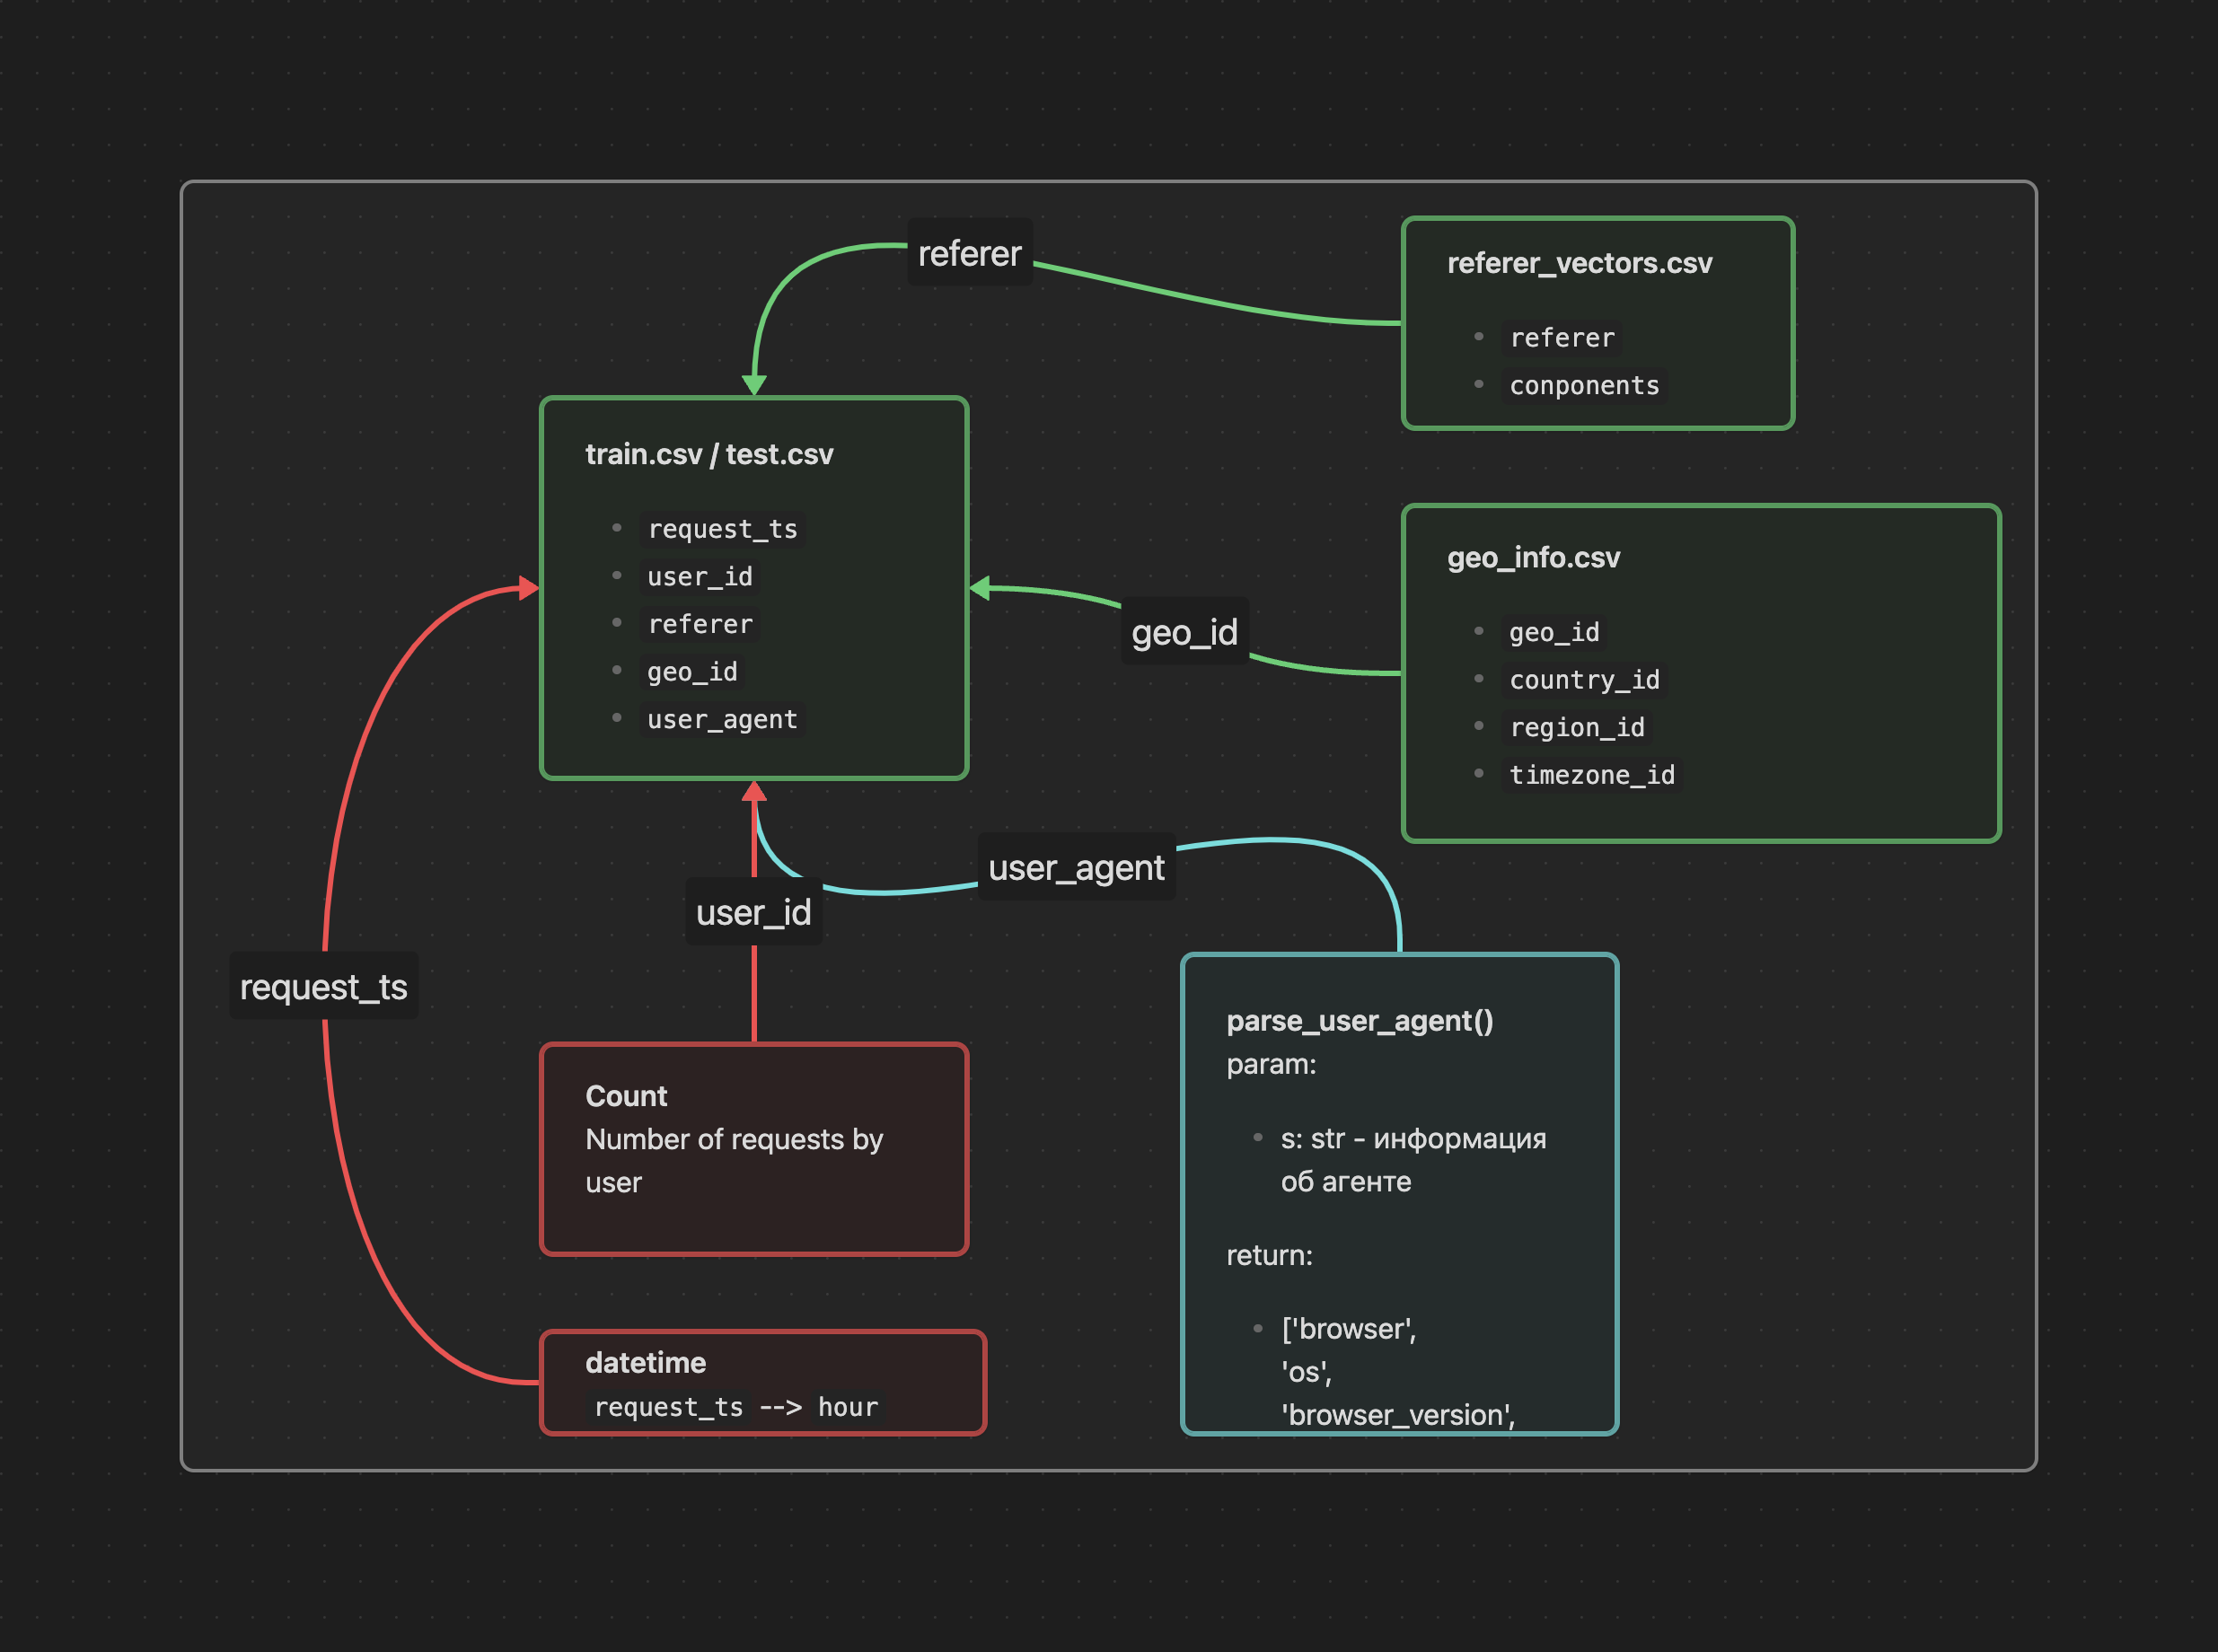 referer
referer_vectors.csv
referer
conponents
train.csv / test.csv
request_ts
user_id
referer
geo_id
user_agent
geo_id
geo_info.csv
geo_id
country_id
region_id
timezone_id
user_agent
user_id
request_ts
Count
Number of requests by
user
datetime
request_ts --> hour
parse_user_agent()
param:
s: str - информация
об агенте
return:
['browser',
'os',
'browser_version',